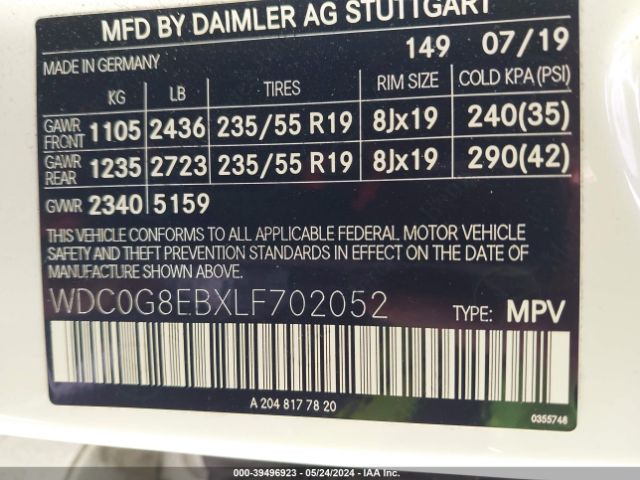 MFD BY DAIMLER AG STUTTGART
149 07/19
MADE IN GERMANY
KG LB TIRES RIM SIZE COLD KPA(PSI)
GAWR FRONT 1105 2436 235/55 R19 8Jx19 240(35)
GAWR REAR 1235 2723 235/55 R19 8Jx19 290(42)
GVWR 2340 5159
THIS VEHICLE CONFORMS TO ALL APPLICABLE FEDERAL MOTOR VEHICLE
SAFETY AND THEFT PREVENTION STANDARDS IN EFFECT ON THE DATE OF
MANUFACTURE SHOWN ABOVE.
WDC0G8EBXLF702052 TYPE: MPV
A 204 817 78 20
0355748
000-39496923 - 05/24/2024 - IAA Inc.